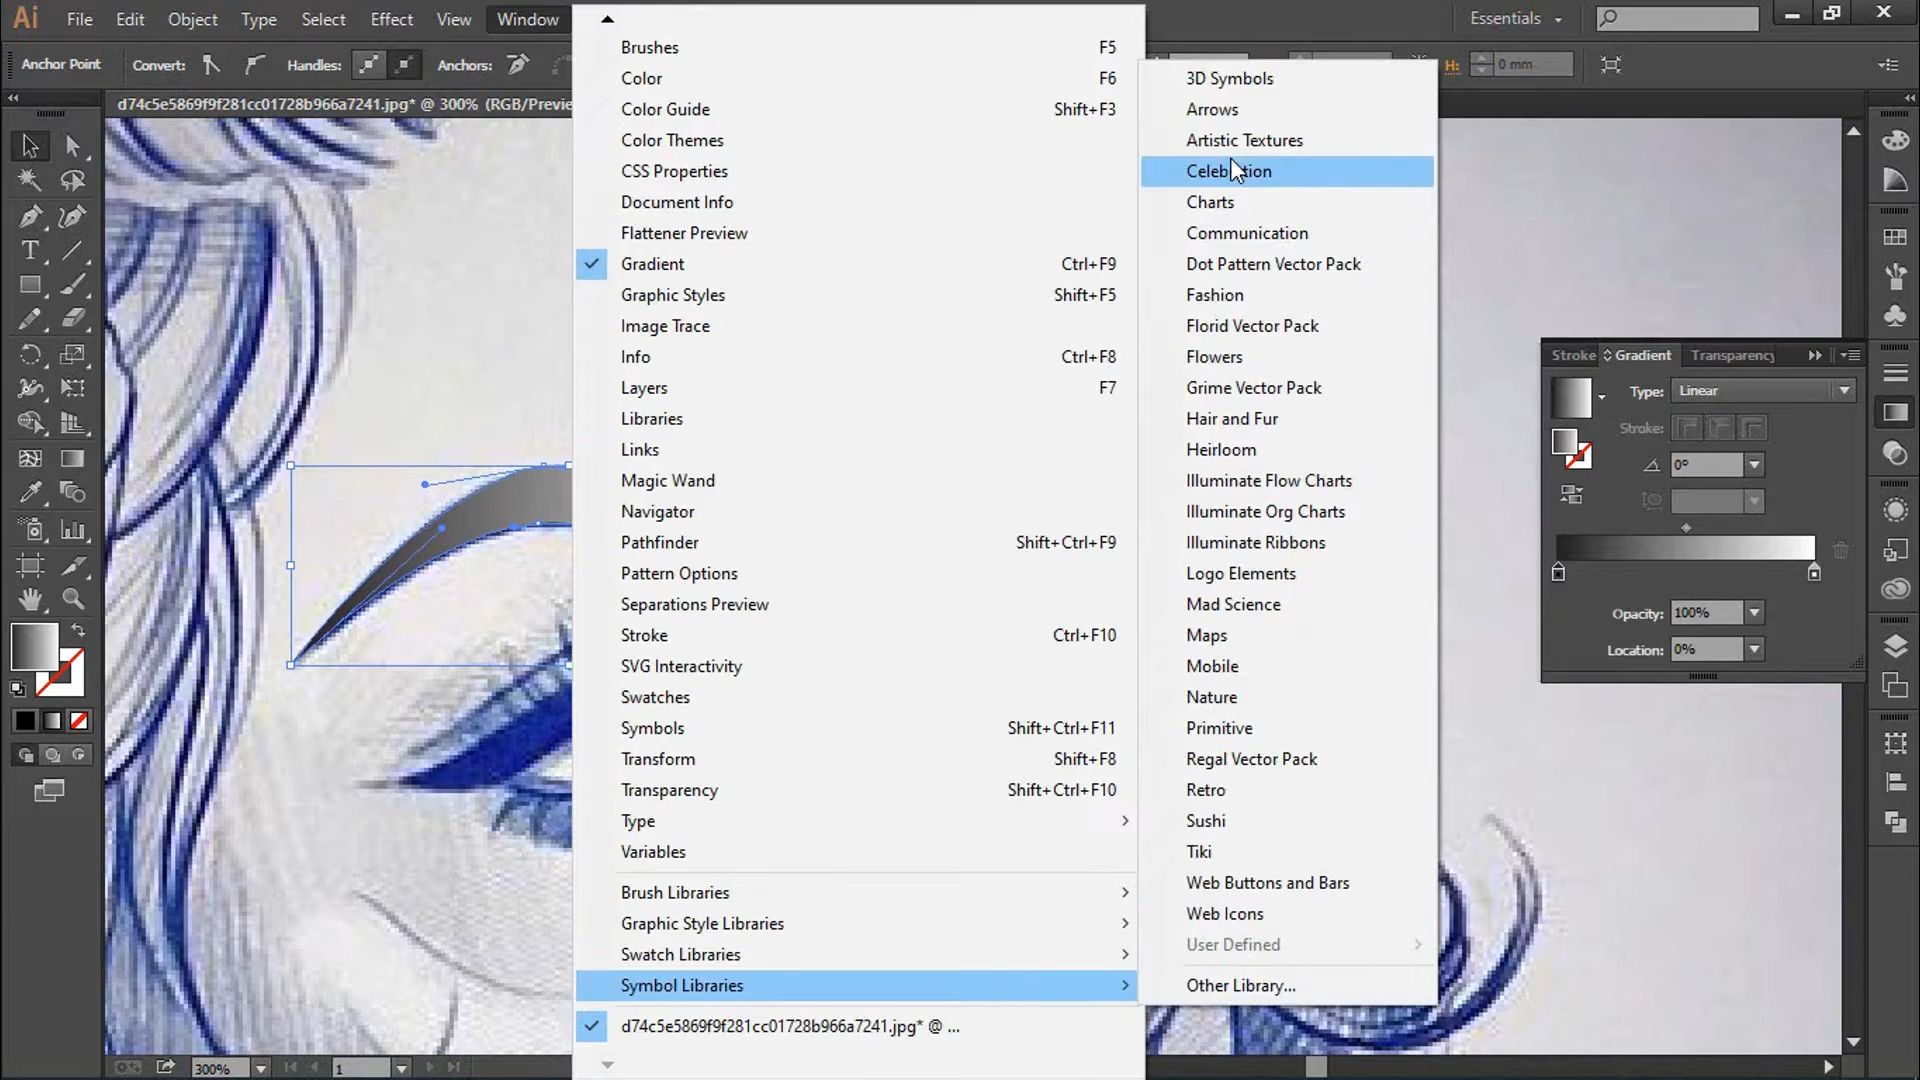 Ai File Edit Object Type Select Effect View Window Essentials
Anchor Point Convert: Handles: Anchors: H: 0 mm
d74c5e5869f9f281cc01728b966a7241.jpg* @ 300% (RGB/Previe
Brushes F5
Color F6
Color Guide Shift+F3
Color Themes
CSS Properties
Document Info
Flattener Preview
Gradient Ctrl+F9
Graphic Styles Shift+F5
Image Trace
Info Ctrl+F8
Layers F7
Libraries
Links
Magic Wand
Navigator
Pathfinder Shift+Ctrl+F9
Pattern Options
Separations Preview
Stroke Ctrl+F10
SVG Interactivity
Swatches
Symbols Shift+Ctrl+F11
Transform Shift+F8
Transparency Shift+Ctrl+F10
Type
Variables
Brush Libraries
Graphic Style Libraries
Swatch Libraries
Symbol Libraries
d74c5e5869f9f281cc01728b966a7241.jpg* @ ...
3D Symbols
Arrows
Artistic Textures
Charts
Communication
Dot Pattern Vector Pack
Fashion
Florid Vector Pack
Flowers
Grime Vector Pack
Hair and Fur
Heirloom
Illuminate Flow Charts
Illuminate Org Charts
Illuminate Ribbons
Logo Elements
Mad Science
Maps
Mobile
Nature
Primitive
Regal Vector Pack
Retro
Sushi
Tiki
Web Buttons and Bars
Web Icons
User Defined
Other Library...
Stroke Gradient Transparency
Type: Linear
Stroke:
0°
Opacity: 100%
Location: 0%
300% 1